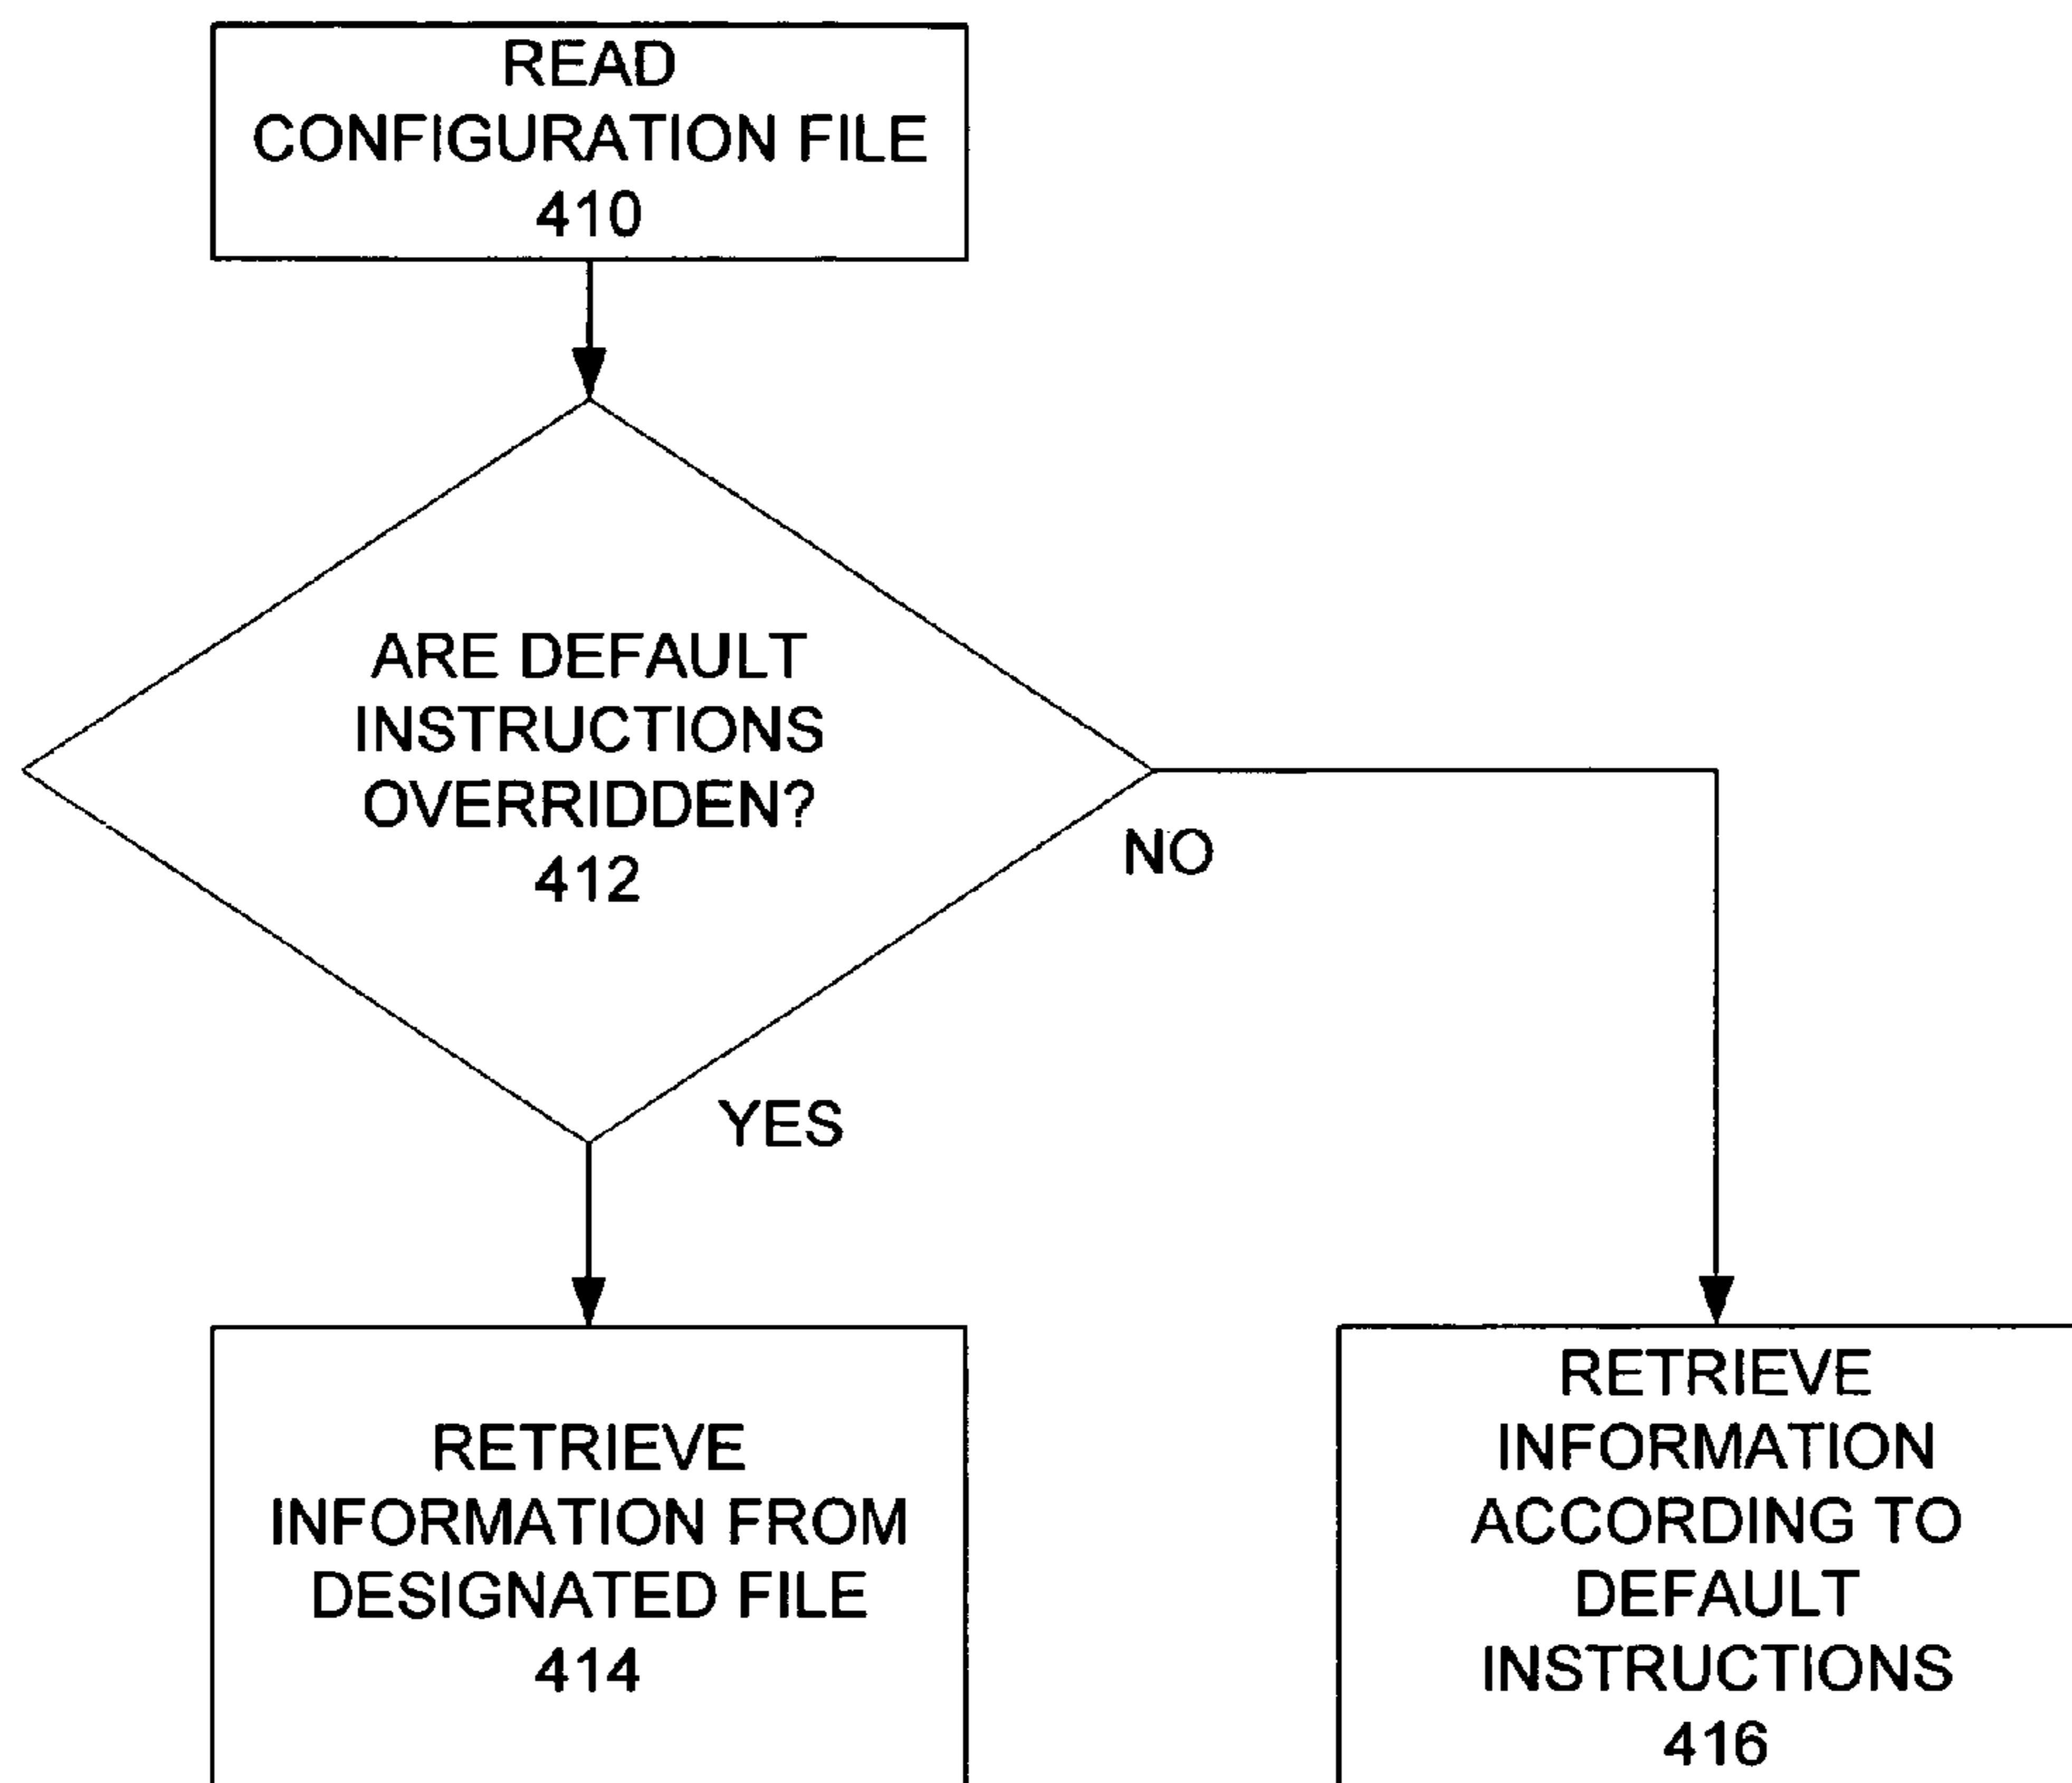 READ
CONFIGURATION FILE
410
ARE DEFAULT
INSTRUCTIONS
OVERRIDDEN?
412
NO
YES
RETRIEVE
INFORMATION FROM
DESIGNATED FILE
414
RETRIEVE
INFORMATION
ACCORDING TO
DEFAULT
INSTRUCTIONS
416